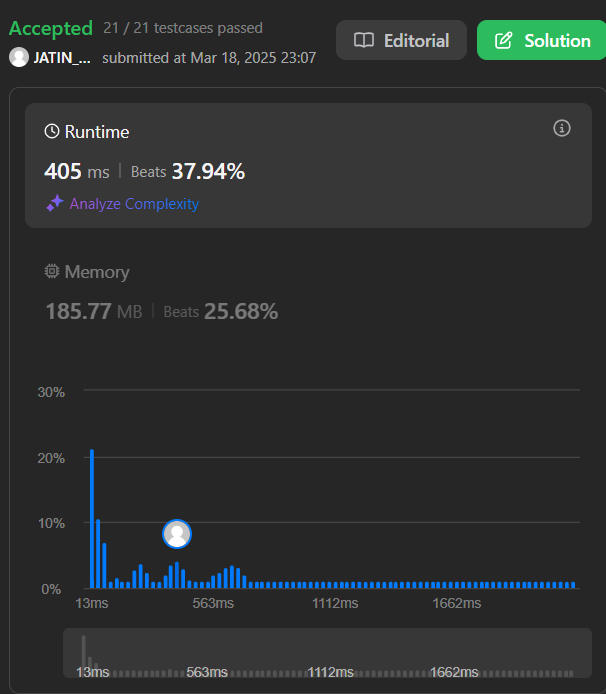 Accepted 21 / 21 testcases passed
Editorial
Solution
JATIN_... submitted at Mar 18, 2025 23:07
Runtime
405 ms | Beats 37.94%
Analyze Complexity
Memory
185.77 MB | Beats 25.68%
30%
20%
10%
0%
13ms 563ms 1112ms 1662ms
13ms 563ms 1112ms 1662ms